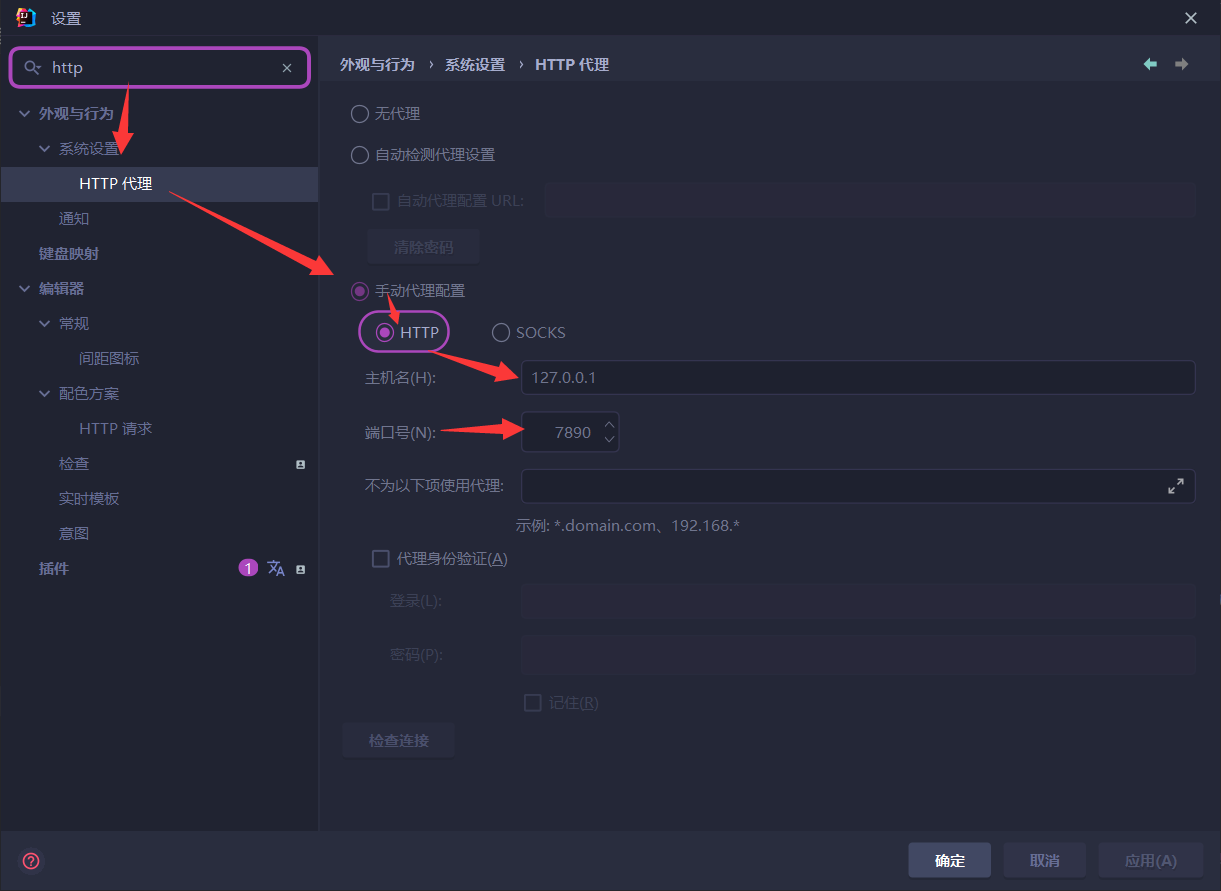 设置
http
外观与行为
系统设置
HTTP 代理
通知
键盘映射
编辑器
常规
间距图标
配色方案
HTTP 请求
检查
实时模板
意图
插件 1
外观与行为 › 系统设置 › HTTP 代理
无代理
自动检测代理设置
自动代理配置 URL:
清除密码
手动代理配置
HTTP SOCKS
主机名(H): 127.0.0.1
端口号(N): 7890
不为以下项使用代理:
示例: *.domain.com、192.168.*
代理身份验证(A)
登录(L):
密码(P):
记住(R)
检查连接
? 确定 取消 应用(A)